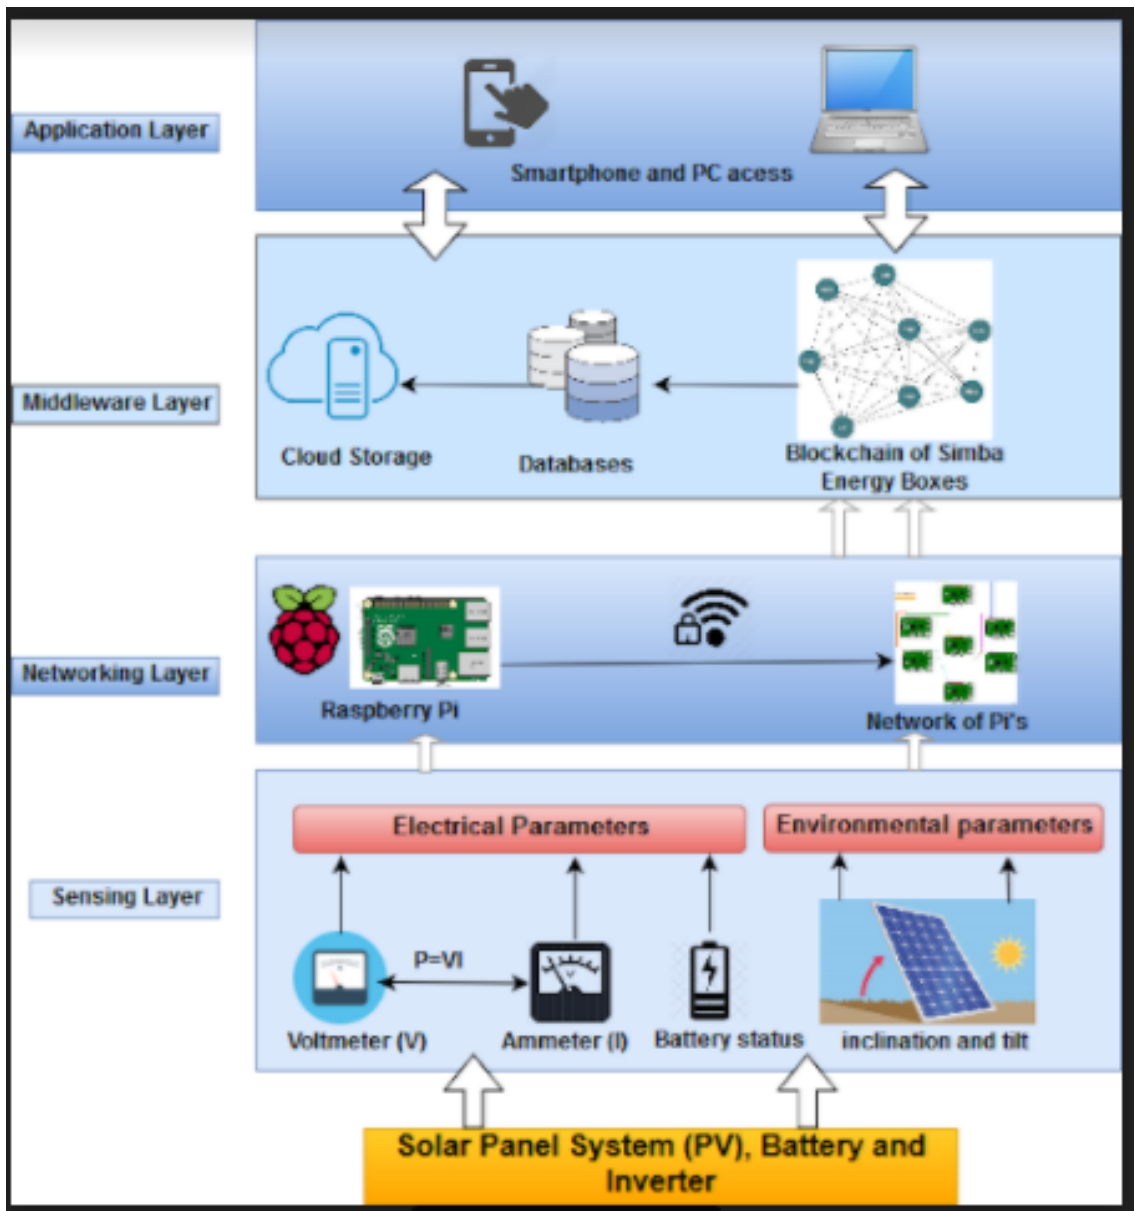 Application Layer
Smartphone and PC acess
Middleware Layer
Cloud Storage
Databases
Blockchain of Simba
Energy Boxes
Networking Layer
Raspberry Pi
Network of Pi's
Electrical Parameters
Environmental parameters
Sensing Layer
P=VI
Voltmeter (V)
Ammeter (I)
Battery status
inclination and tilt
Solar Panel System (PV), Battery and
Inverter